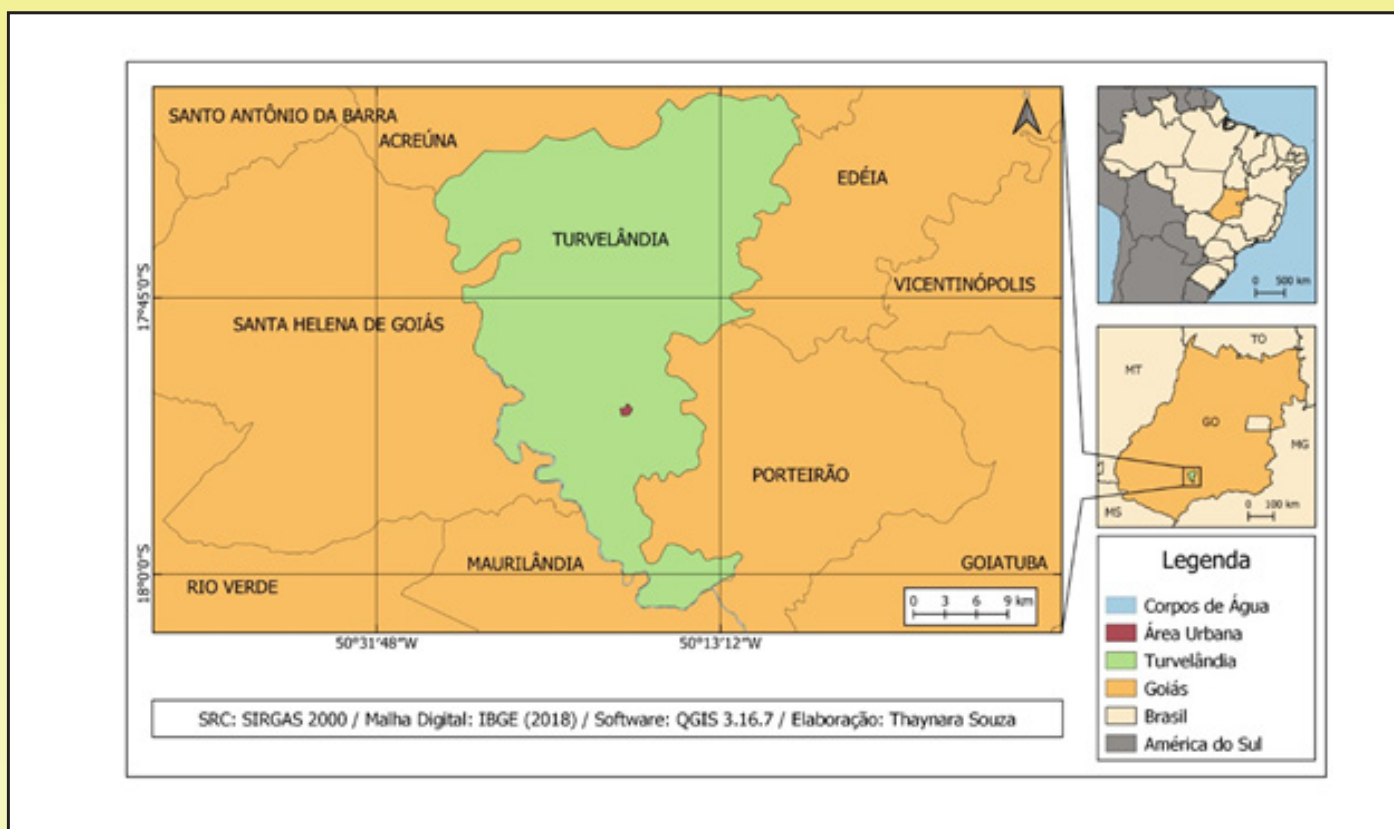 SANTO ANTÔNIO DA BARRA
ACREÚNA
EDÉIA
TURVELÂNDIA
VICENTINÓPOLIS
SANTA HELENA DE GOIÁS
PORTEIRÃO
MAURILÂNDIA
GOIATUBA
RIO VERDE
17°45'0"S
18°0'0"S
50°31'48"W
50°13'12"W
0 3 6 9 km
0 500 km
TO
MT
GO
MG
MS
0 100 km
Legenda
Corpos de Água
Área Urbana
Turvelândia
Goiás
Brasil
América do Sul
SRC: SIRGAS 2000 / Malha Digital: IBGE (2018) / Software: QGIS 3.16.7 / Elaboração: Thaynara Souza